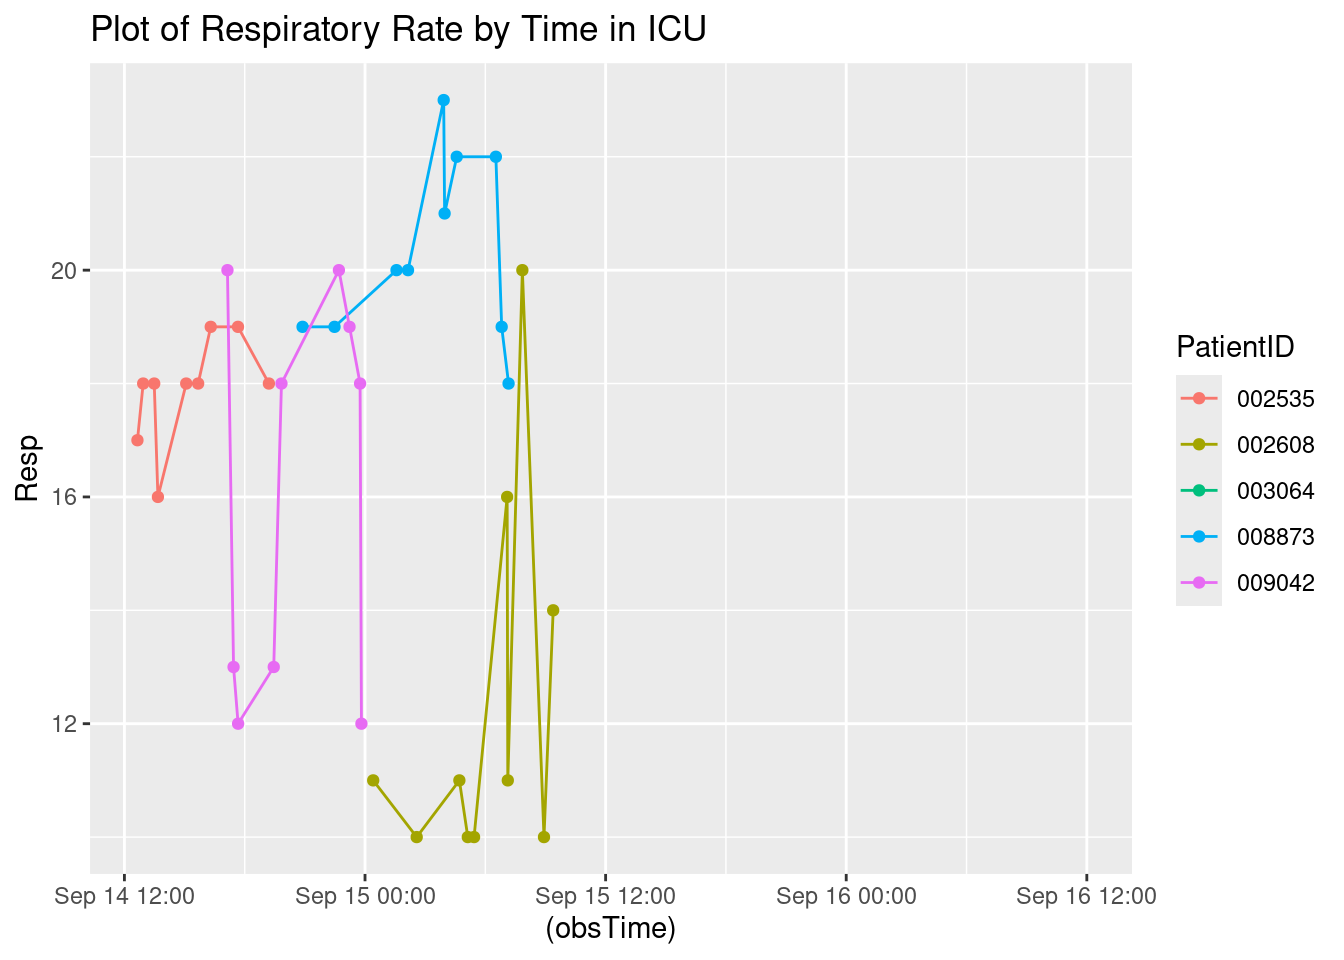 Plot of Respiratory Rate by Time in ICU
Resp
20
16
12
Sep 14 12:00 Sep 15 00:00 Sep 15 12:00 Sep 16 00:00 Sep 16 12:00
(obsTime)
PatientID
002535
002608
003064
008873
009042